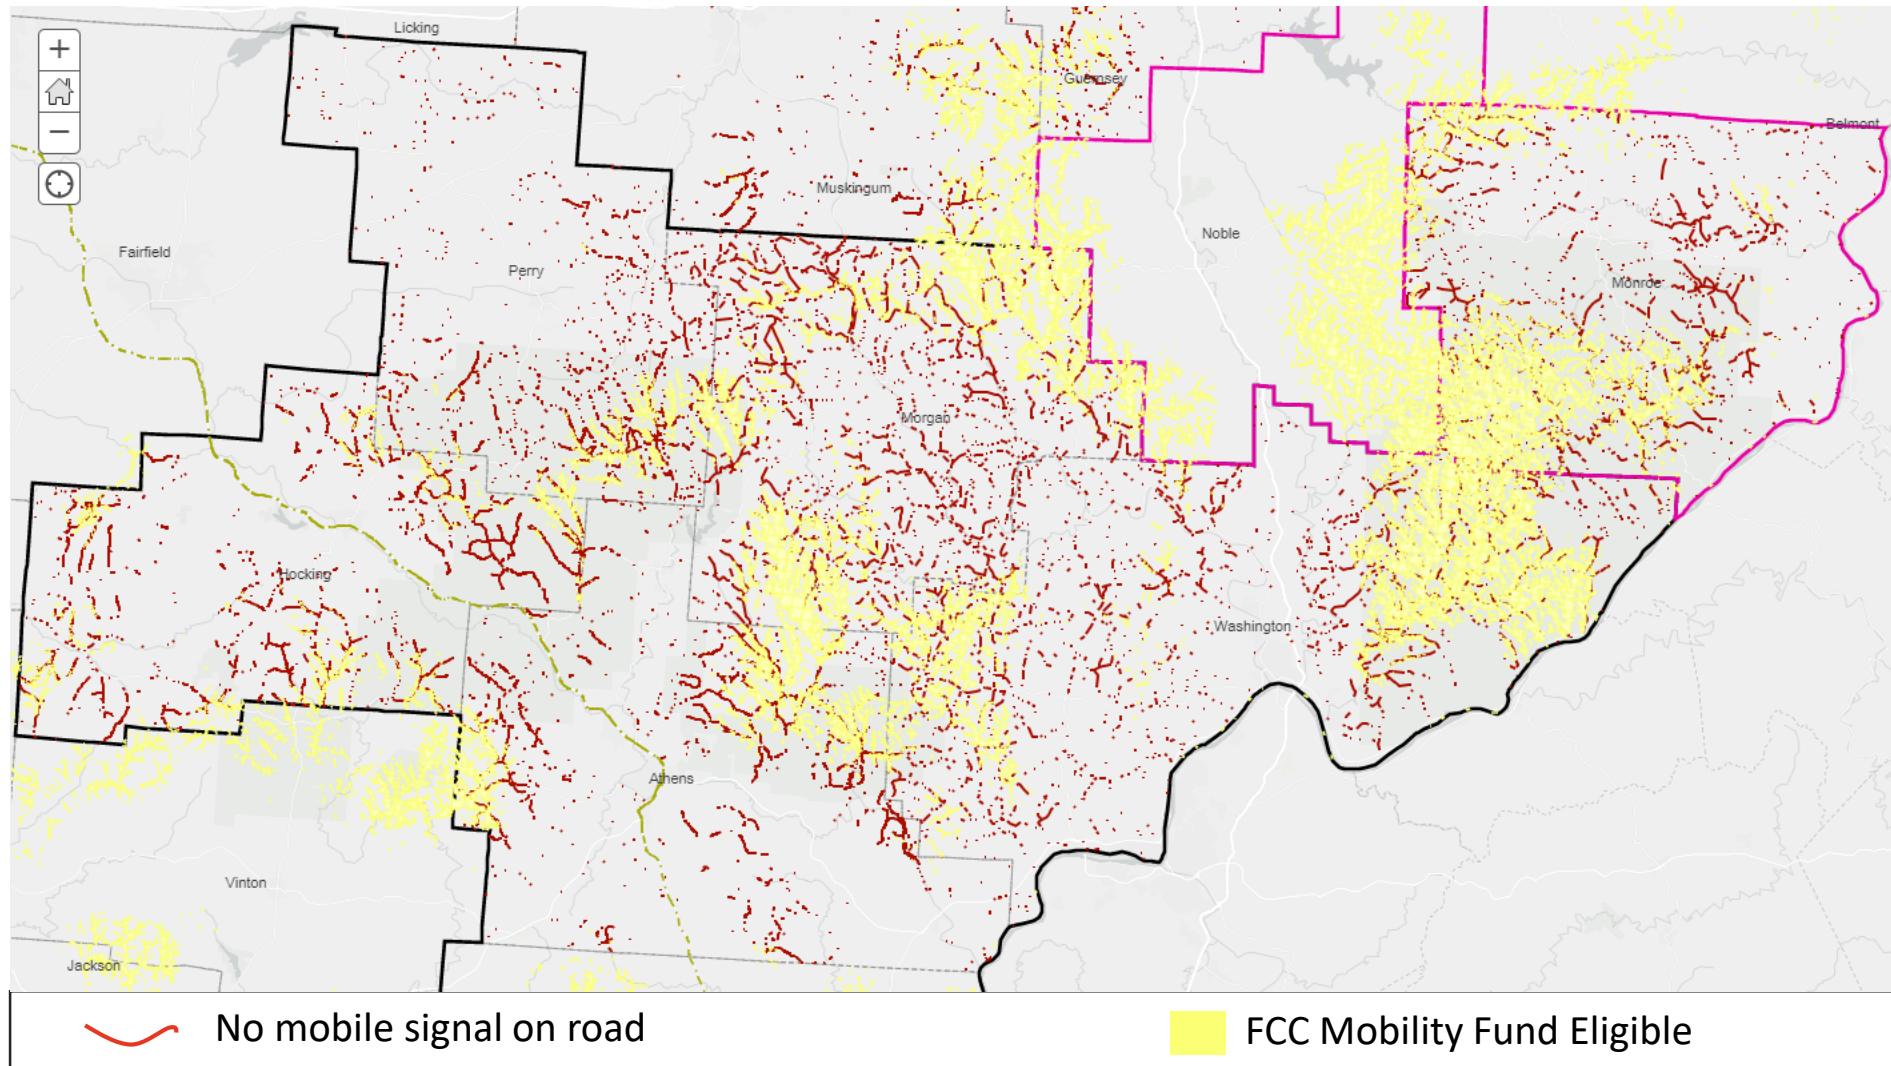 Licking
+
Guernsey
−
Belmont
Muskingum
Noble
Fairfield
Perry
Monroe
Morgan
Hocking
Washington
Athens
Vinton
Jackson
No mobile signal on road
FCC Mobility Fund Eligible